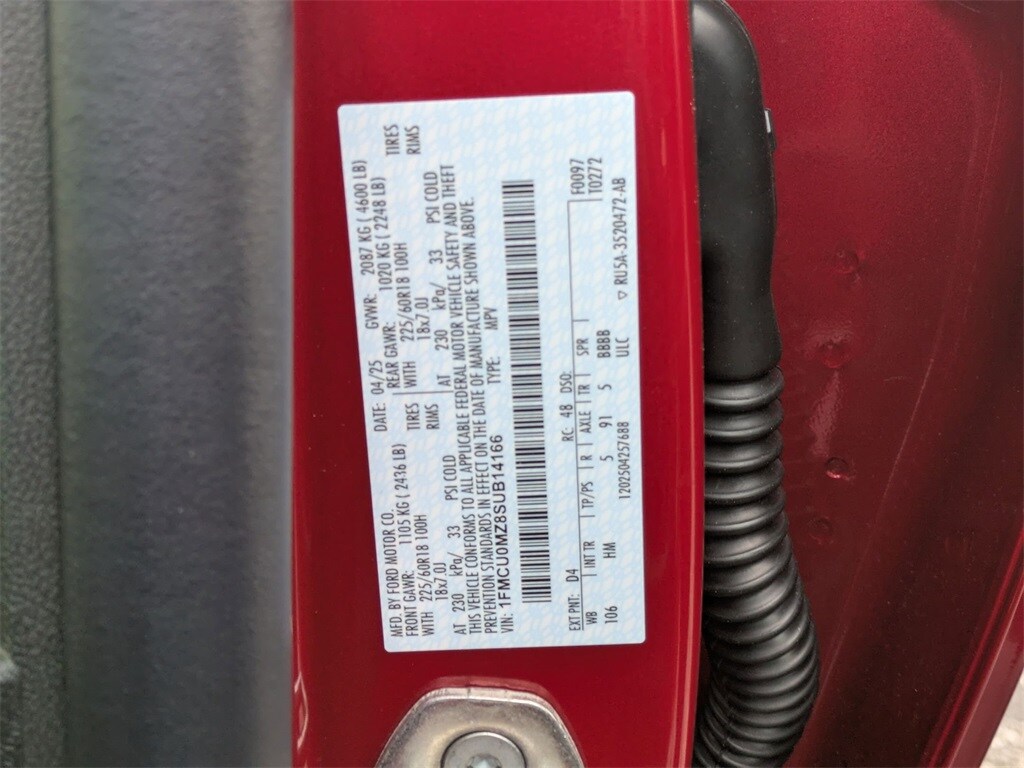 MFD. BY FORD MOTOR CO. DATE: 04/25 GVWR: 2087 KG ( 4600 LB)
FRONT GAWR: 1105 KG ( 2436 LB) REAR GAWR: 1020 KG ( 2248 LB)
WITH 225/60R18 100H TIRES WITH 225/60R18 100H TIRES
18x7.0J RIMS 18x7.0J RIMS
AT 230 kPa/ 33 PSI COLD AT 230 kPa/ 33 PSI COLD
THIS VEHICLE CONFORMS TO ALL APPLICABLE FEDERAL MOTOR VEHICLE SAFETY AND THEFT
PREVENTION STANDARDS IN EFFECT ON THE DATE OF MANUFACTURE SHOWN ABOVE.
VIN: 1FMCU0MZ8SUB14166 TYPE: MPV
EXT PNT: D4 RC: 48 DSO: F0097
WB INT TR TP/PS R AXLE TR SPR T0272
106 HM 5 91 5 BBBB
ULC
1202504257688 ▽ RU5A-3520472-AB